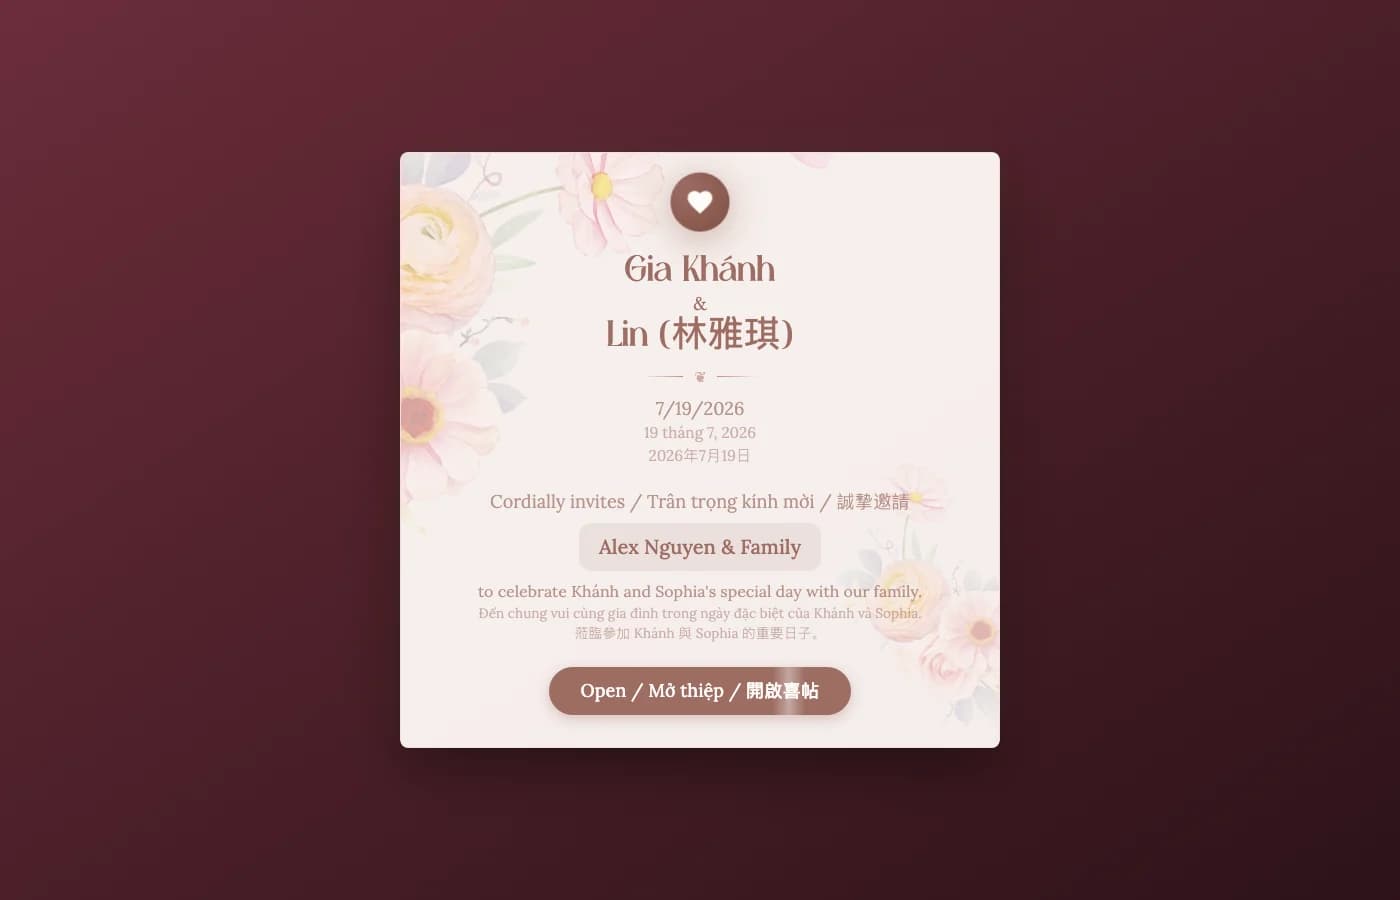 Gia Khánh
&
Lin (林雅琪)
7/19/2026
19 tháng 7, 2026
2026年7月19日
Cordially invites / Trân trọng kính mời / 誠摯邀請
Alex Nguyen & Family
to celebrate Khánh and Sophia's special day with our family.
Đến chung vui cùng gia đình trong ngày đặc biệt của Khánh và Sophia.
蒞臨參加 Khánh 與 Sophia 的重要日子。
Open / Mở thiệp / 開啟喜帖